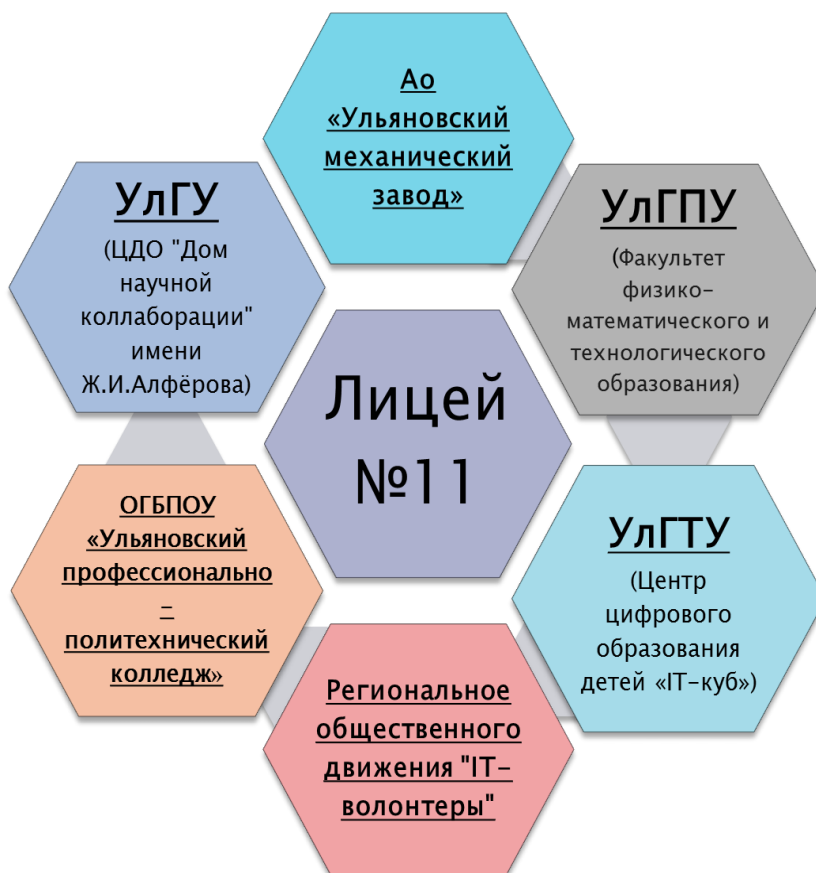 Ао
«Ульяновский
механический
завод»
УлГУ
(ЦДО "Дом
научной
коллаборации"
имени
Ж.И.Алфёрова)
УлГПУ
(Факультет
физико-
математического и
технологического
образования)
Лицей
№11
ОГБПОУ
«Ульяновский
профессионально
–
политехнический
колледж»
УлГТУ
(Центр
цифрового
образования
детей «IT-куб»)
Региональное
общественного
движения "IT-
волонтеры"